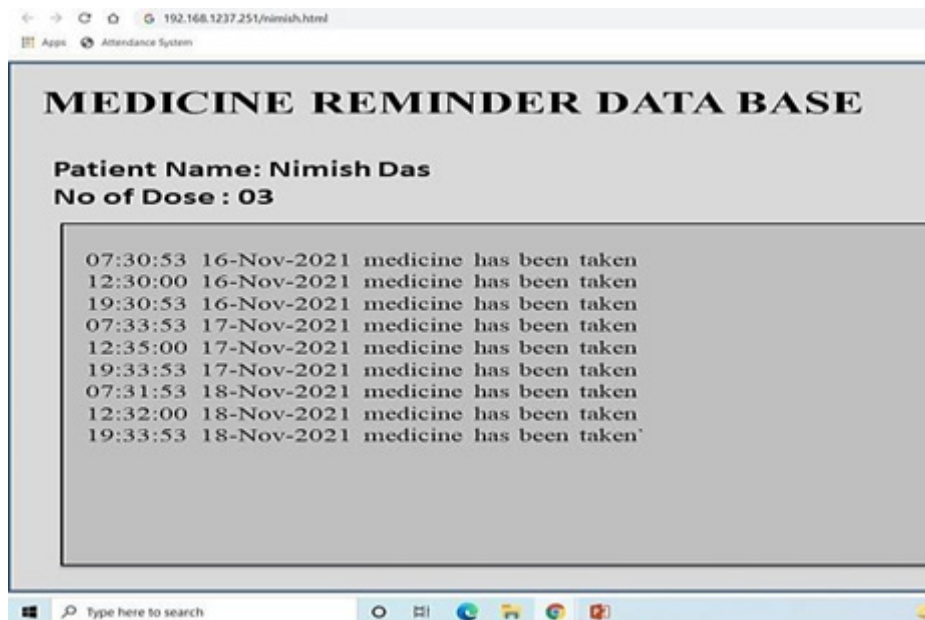 192.168.1237.251/nimish.html
Apps Attendance System
MEDICINE REMINDER DATA BASE
Patient Name: Nimish Das
No of Dose : 03
07:30:53 16-Nov-2021 medicine has been taken
12:30:00 16-Nov-2021 medicine has been taken
19:30:53 16-Nov-2021 medicine has been taken
07:33:53 17-Nov-2021 medicine has been taken
12:35:00 17-Nov-2021 medicine has been taken
19:33:53 17-Nov-2021 medicine has been taken
07:31:53 18-Nov-2021 medicine has been taken
12:32:00 18-Nov-2021 medicine has been taken
19:33:53 18-Nov-2021 medicine has been taken`
Type here to search